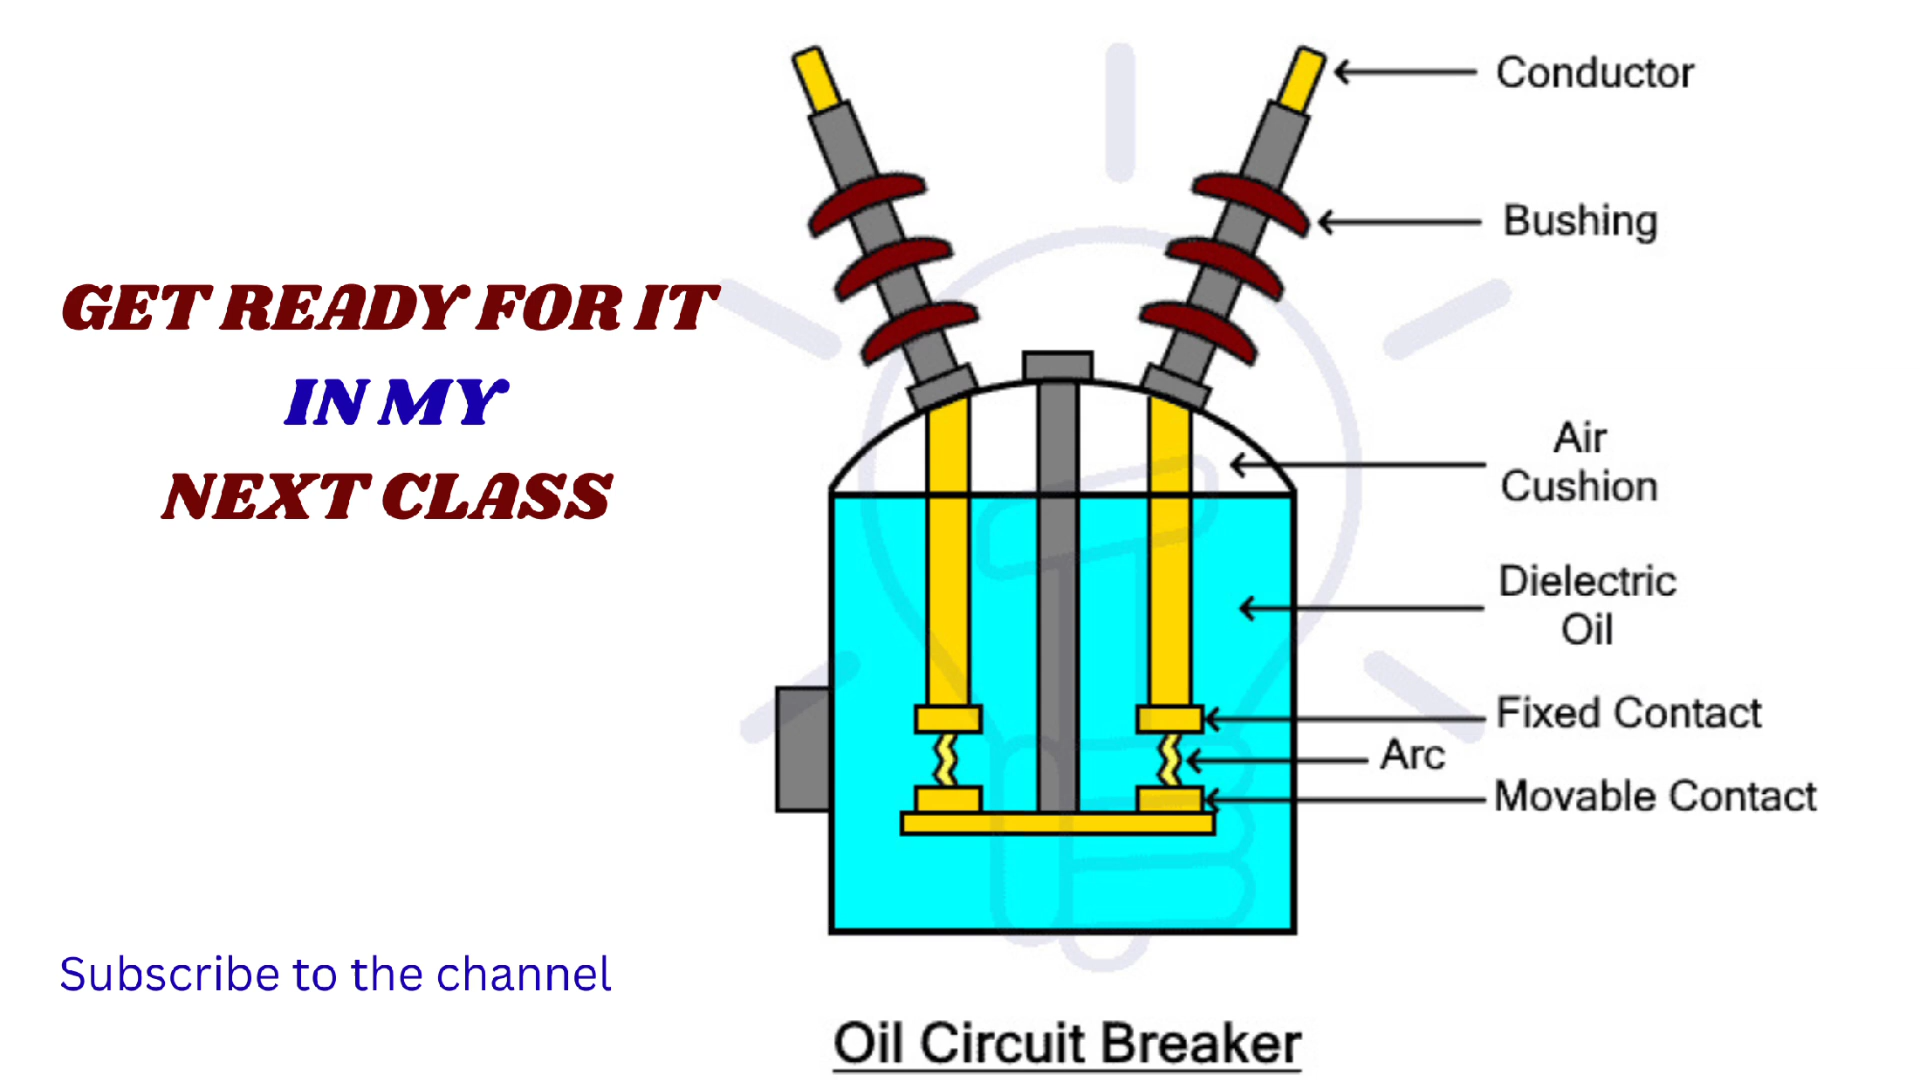 GET READY FOR IT
IN MY
NEXT CLASS
Subscribe to the channel
Conductor
Bushing
Air
Cushion
Dielectric
Oil
Fixed Contact
Arc
Movable Contact
Oil Circuit Breaker